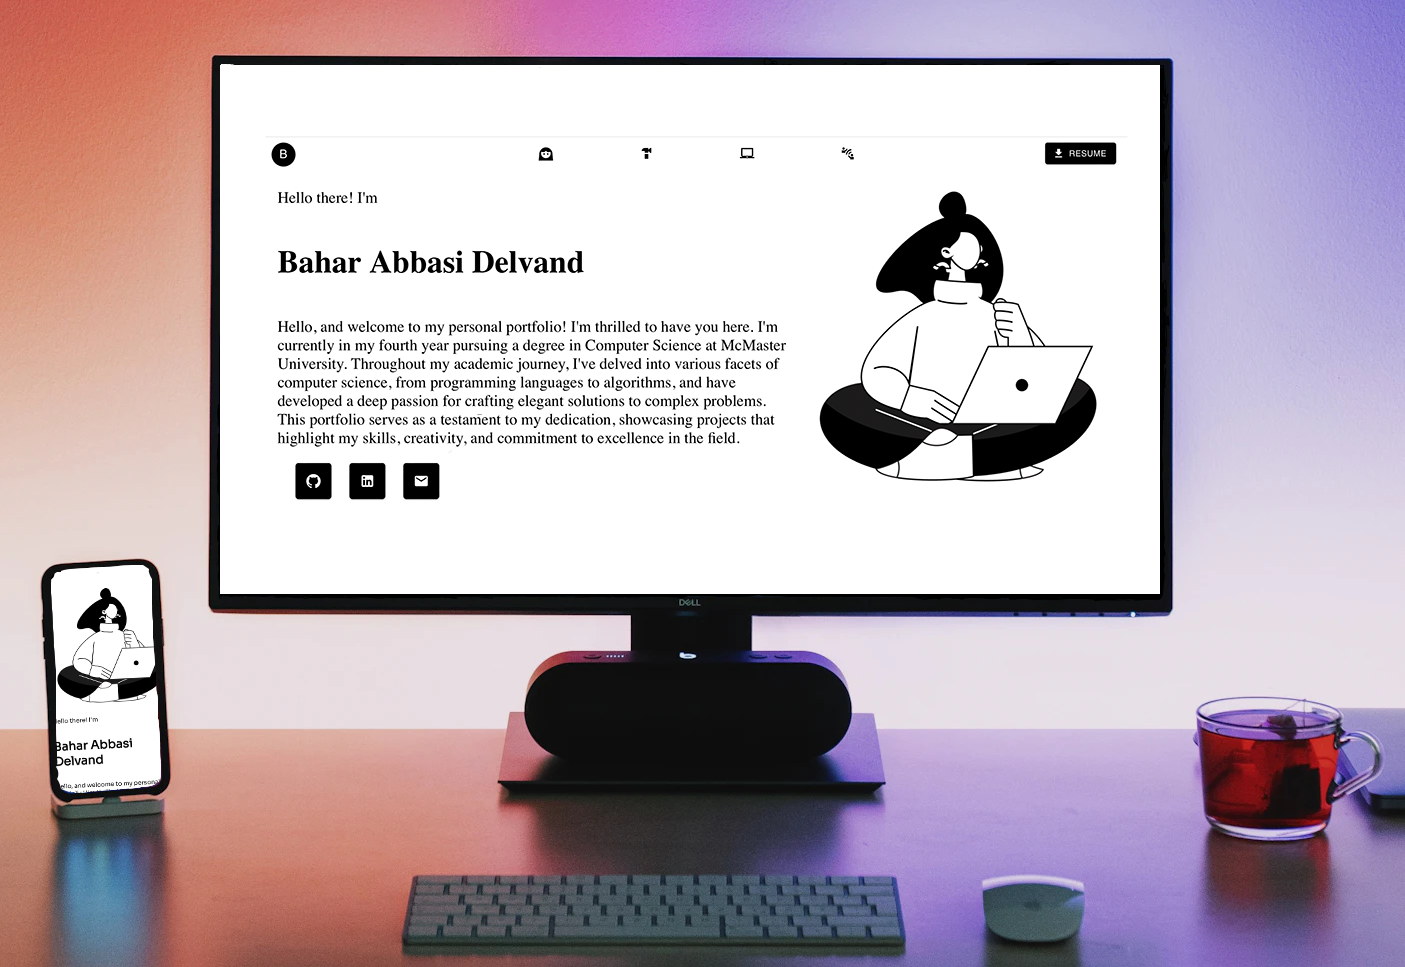 B
RESUME
Hello there! I'm
Bahar Abbasi Delvand
Hello, and welcome to my personal portfolio! I'm thrilled to have you here. I'm
currently in my fourth year pursuing a degree in Computer Science at McMaster
University. Throughout my academic journey, I've delved into various facets of
computer science, from programming languages to algorithms, and have
developed a deep passion for crafting elegant solutions to complex problems.
This portfolio serves as a testament to my dedication, showcasing projects that
highlight my skills, creativity, and commitment to excellence in the field.
in
DELL
ello there! I'm
Bahar Abbasi
Delvand
ello, and welcome to my personal